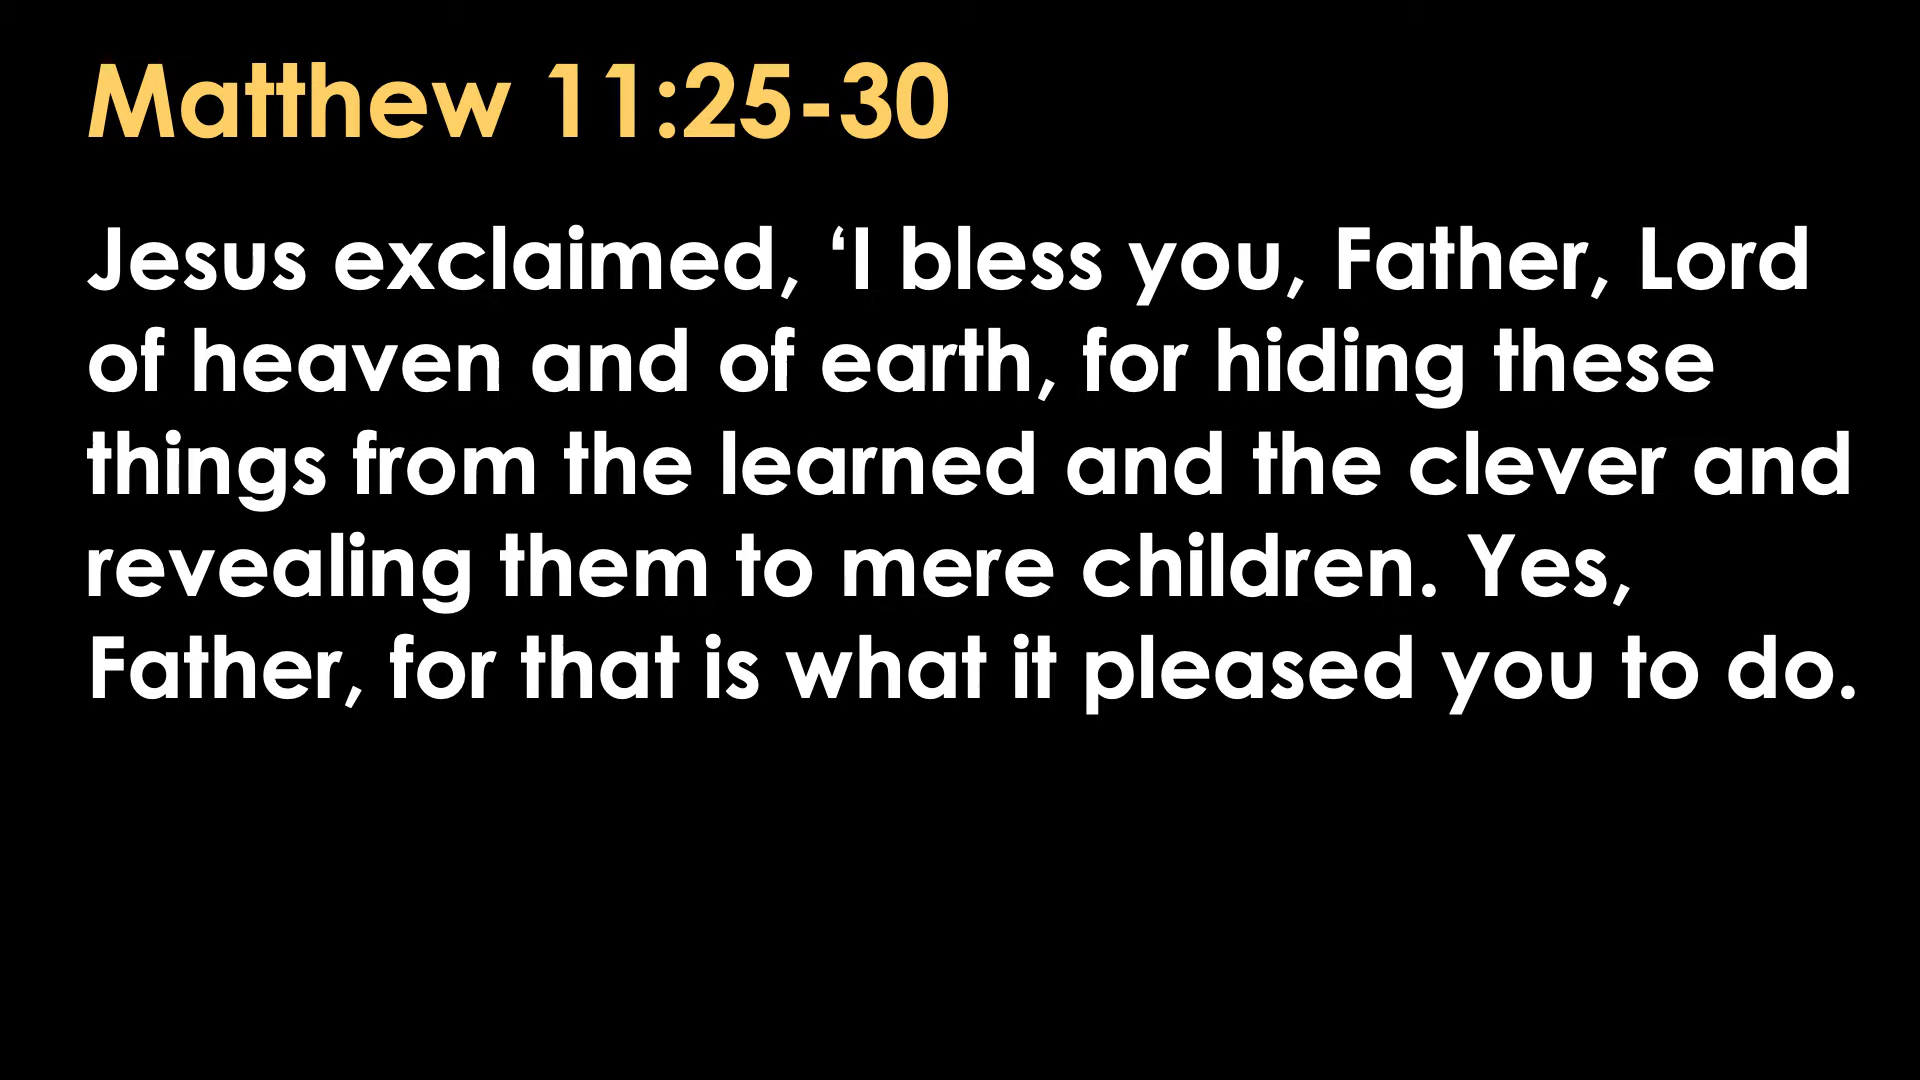 Matthew 11:25-30
Jesus exclaimed, ‘I bless you, Father, Lord
of heaven and of earth, for hiding these
things from the learned and the clever and
revealing them to mere children. Yes,
Father, for that is what it pleased you to do.